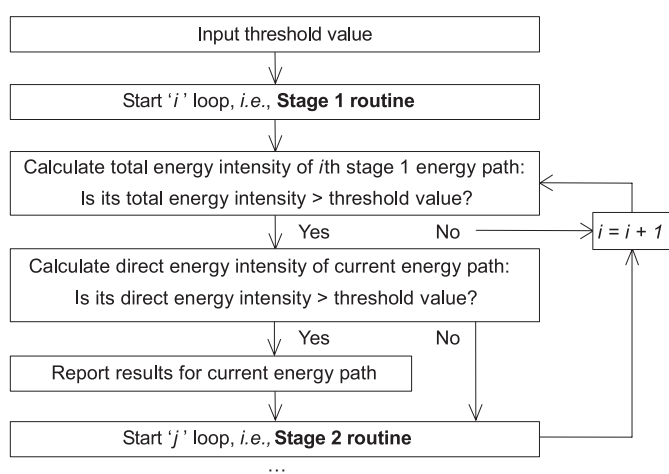 Input threshold value
Start ‘i’ loop, i.e., Stage 1 routine
Calculate total energy intensity of ith stage 1 energy path:
Is its total energy intensity > threshold value?
i = i + 1
Yes
No
Calculate direct energy intensity of current energy path:
Is its direct energy intensity > threshold value?
Yes
No
Report results for current energy path
Start ‘j’ loop, i.e., Stage 2 routine
...